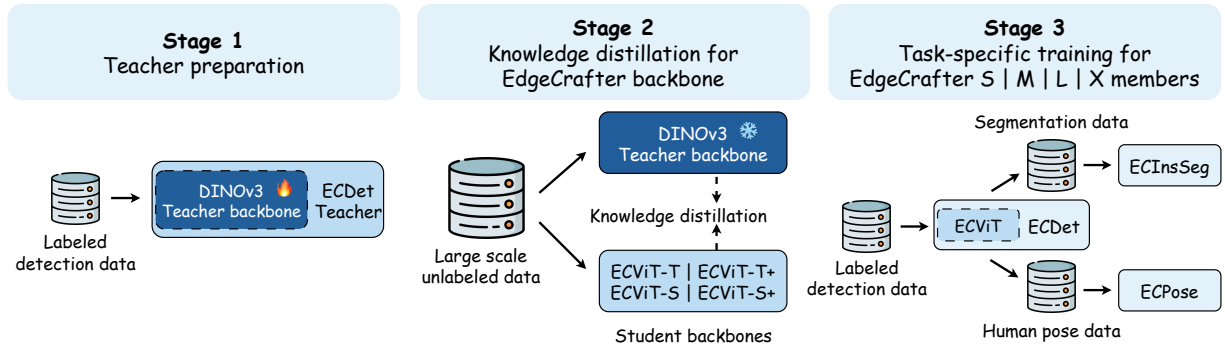 Stage 1
Teacher preparation
Labeled
detection data
DINOv3
Teacher backbone
ECDet
Teacher
Stage 2
Knowledge distillation for
EdgeCrafter backbone
Large scale
unlabeled data
DINOv3
Teacher backbone
Knowledge distillation
ECViT-T | ECViT-T+
ECViT-S | ECViT-S+
Student backbones
Stage 3
Task-specific training for
EdgeCrafter S | M | L | X members
Segmentation data
ECInsSeg
Labeled
detection data
ECViT
ECDet
Human pose data
ECPose